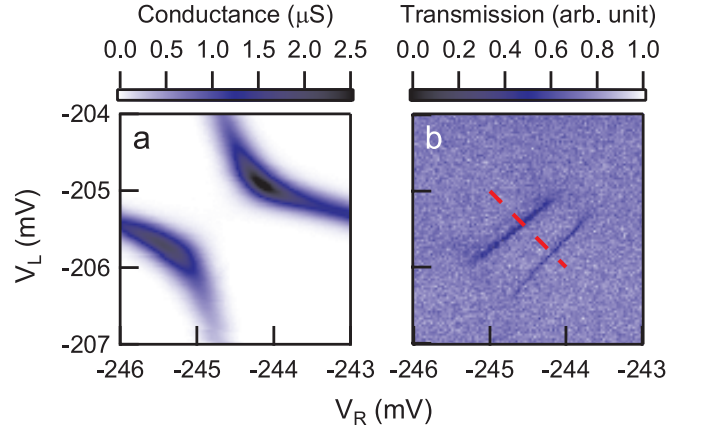 Conductance (μS) Transmission (arb. unit)
0.0 0.5 1.0 1.5 2.0 2.5 0.0 0.2 0.4 0.6 0.8 1.0
-204
a b
-205
V_L (mV)
-206
-207
-246 -245 -244 -243 -246 -245 -244 -243
V_R (mV)